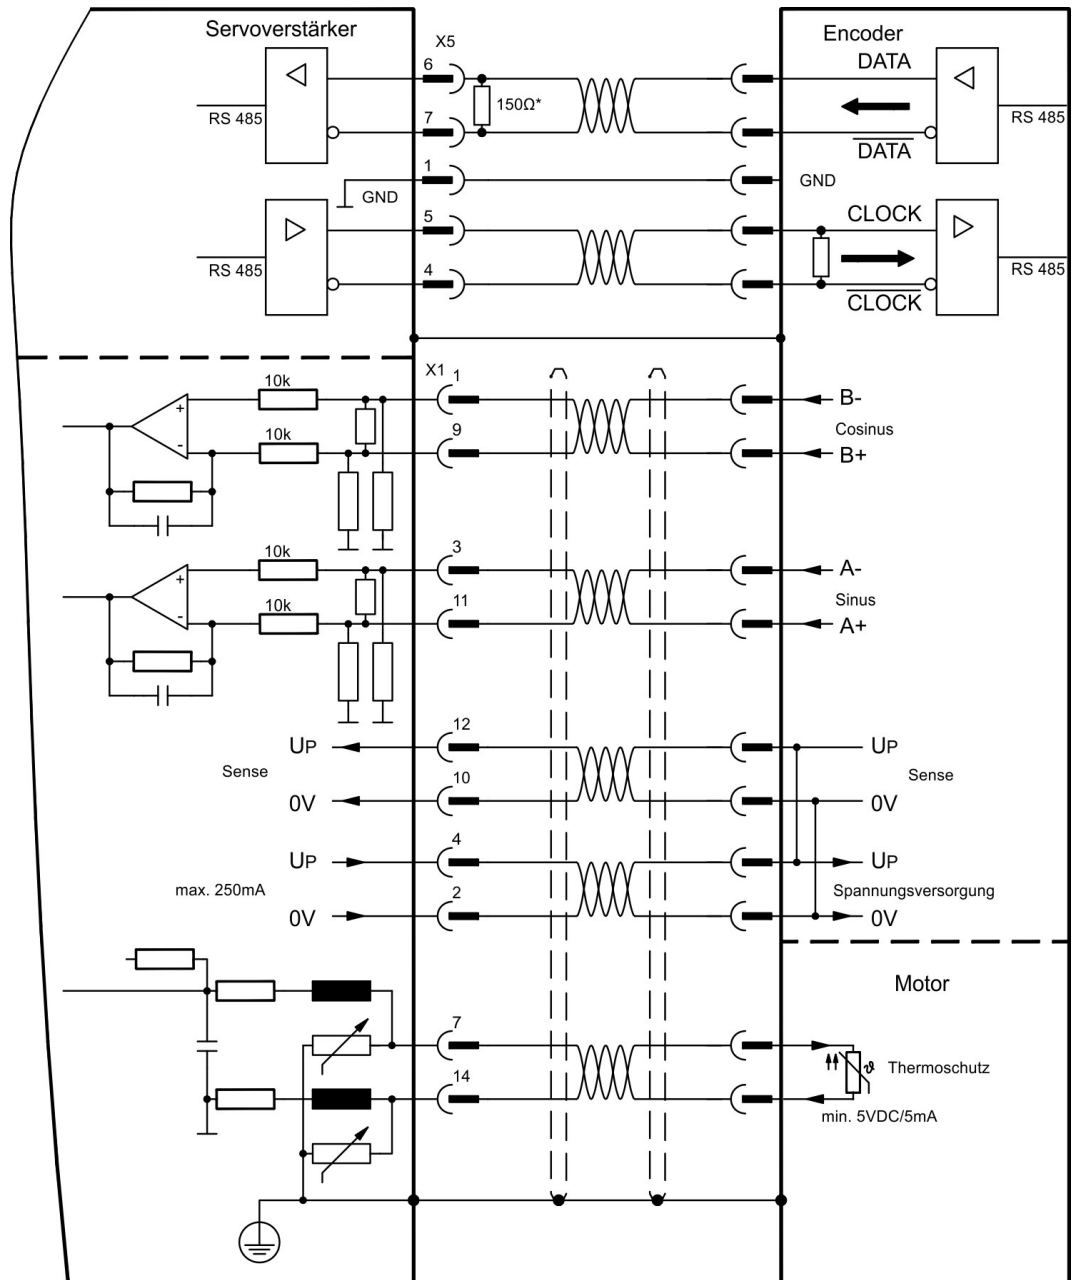 Servoverstärker
X5
Encoder
6
DATA
150Ω*
RS 485
7
RS 485
DATA
1
GND
GND
5
CLOCK
RS 485
4
RS 485
CLOCK
X1
1
10k
B-
+
Cosinus
10k
9
-
B+
3
10k
A-
+
Sinus
10k
11
-
A+
12
UP
UP
Sense
Sense
10
0V
0V
4
UP
UP
max. 250mA
Spannungsversorgung
2
0V
0V
Motor
7
ϑ
Thermoschutz
14
min. 5VDC/5mA